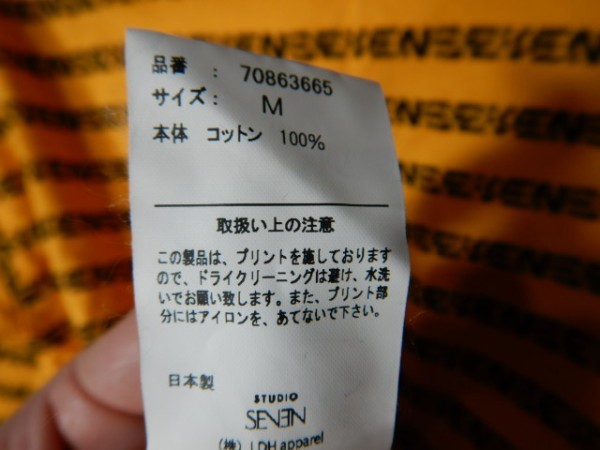 品番 : 70863665
サイズ : M
本体 コットン 100%
取扱い上の注意
この製品は、プリントを施しております
ので、ドライクリーニングは避け、水洗
いでお願い致します。また、プリント部
分にはアイロンを、あてないで下さい。
日本製
STUDIO
SEVEN
(株) LDH apparel